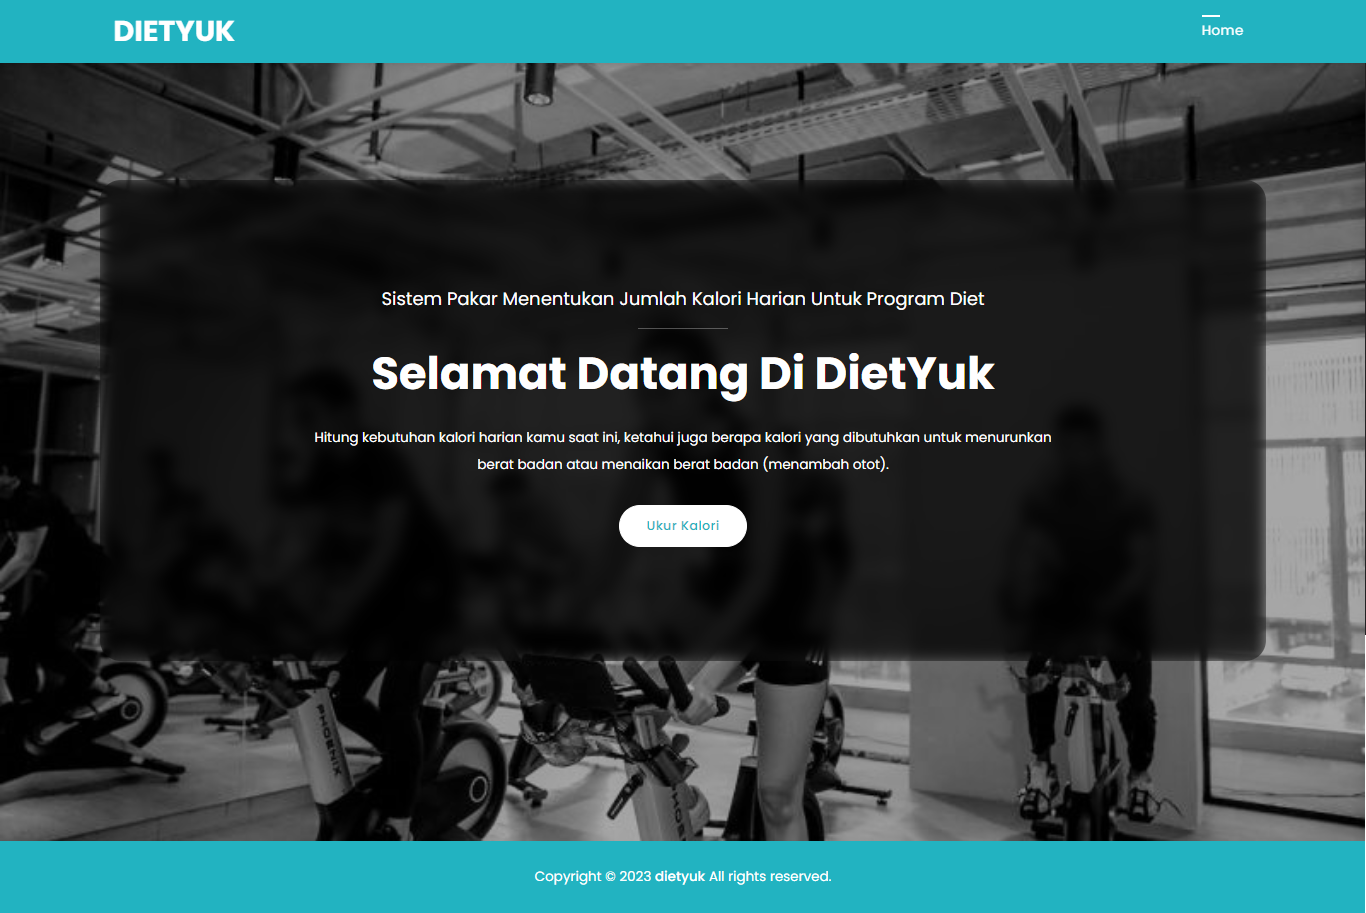 DIETYUK
Home
Sistem Pakar Menentukan Jumlah Kalori Harian Untuk Program Diet
Selamat Datang Di DietYuk
Hitung kebutuhan kalori harian kamu saat ini, ketahui juga berapa kalori yang dibutuhkan untuk menurunkan
berat badan atau menaikan berat badan (menambah otot).
Ukur Kalori
PHOENIX
PHOENIX
Copyright © 2023 dietyuk All rights reserved.